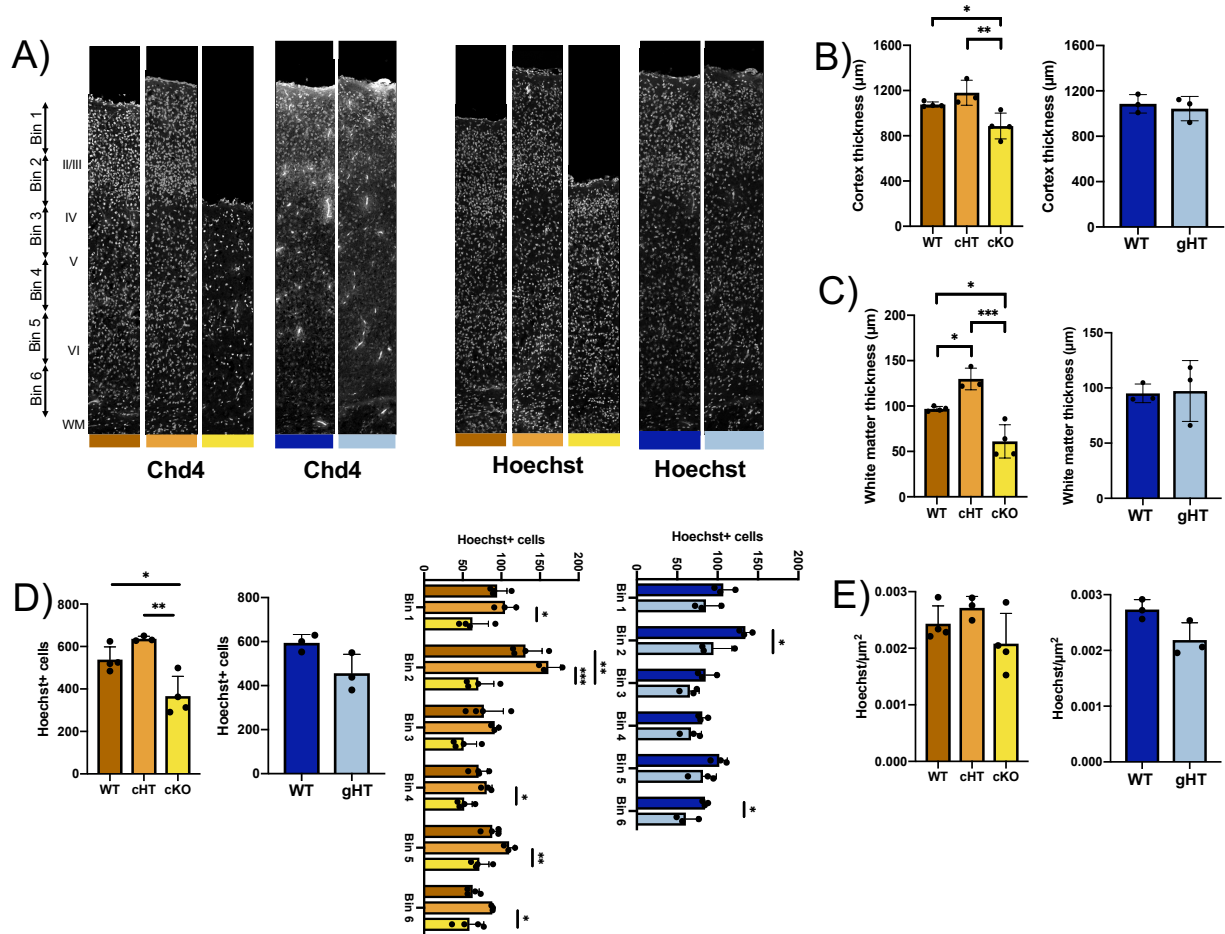 A)
Bin 1
Bin 2
Bin 3
Bin 4
Bin 5
Bin 6
II/III
IV
V
VI
WM
Chd4
Chd4
Hoechst
Hoechst
B)
Cortex thickness (µm)
1600
1200
800
400
0
WT cHT cKO
* 
**
Cortex thickness (µm)
1600
1200
800
400
0
WT gHT
C)
White matter thickness (µm)
200
150
100
50
0
WT cHT cKO
*
***
*
White matter thickness (µm)
150
100
50
0
WT gHT
D)
Hoechst+ cells
800
600
400
200
0
WT cHT cKO
*
**
Hoechst+ cells
800
600
400
200
0
WT gHT
Hoechst+ cells
0 50 100 150 200
Bin 1
*
Bin 2
**
***
Bin 3
Bin 4
*
Bin 5
**
Bin 6
*
Hoechst+ cells
0 50 100 150 200
Bin 1
Bin 2
*
Bin 3
Bin 4
Bin 5
Bin 6
*
E)
Hoechst/µm²
0.003
0.002
0.001
0.000
WT cHT cKO
Hoechst/µm²
0.003
0.002
0.001
0.000
WT gHT